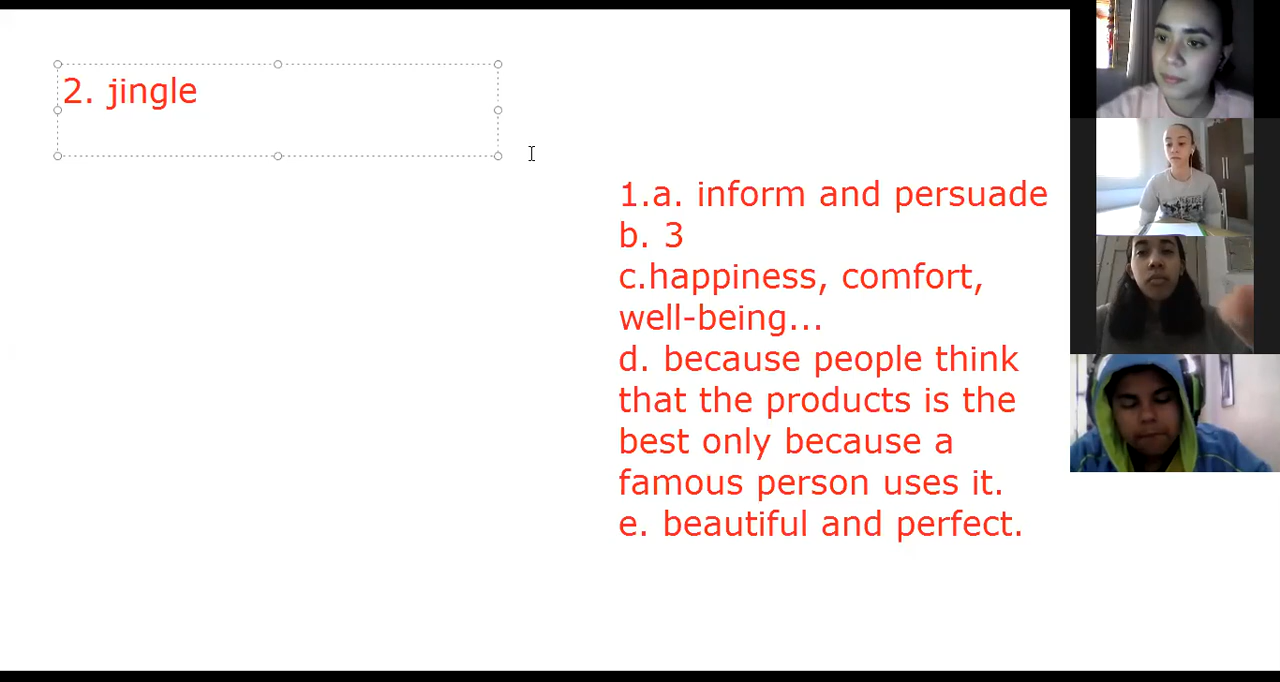 2. jingle
1.a. inform and persuade
b. 3
c.happiness, comfort,
well-being...
d. because people think
that the products is the
best only because a
famous person uses it.
e. beautiful and perfect.